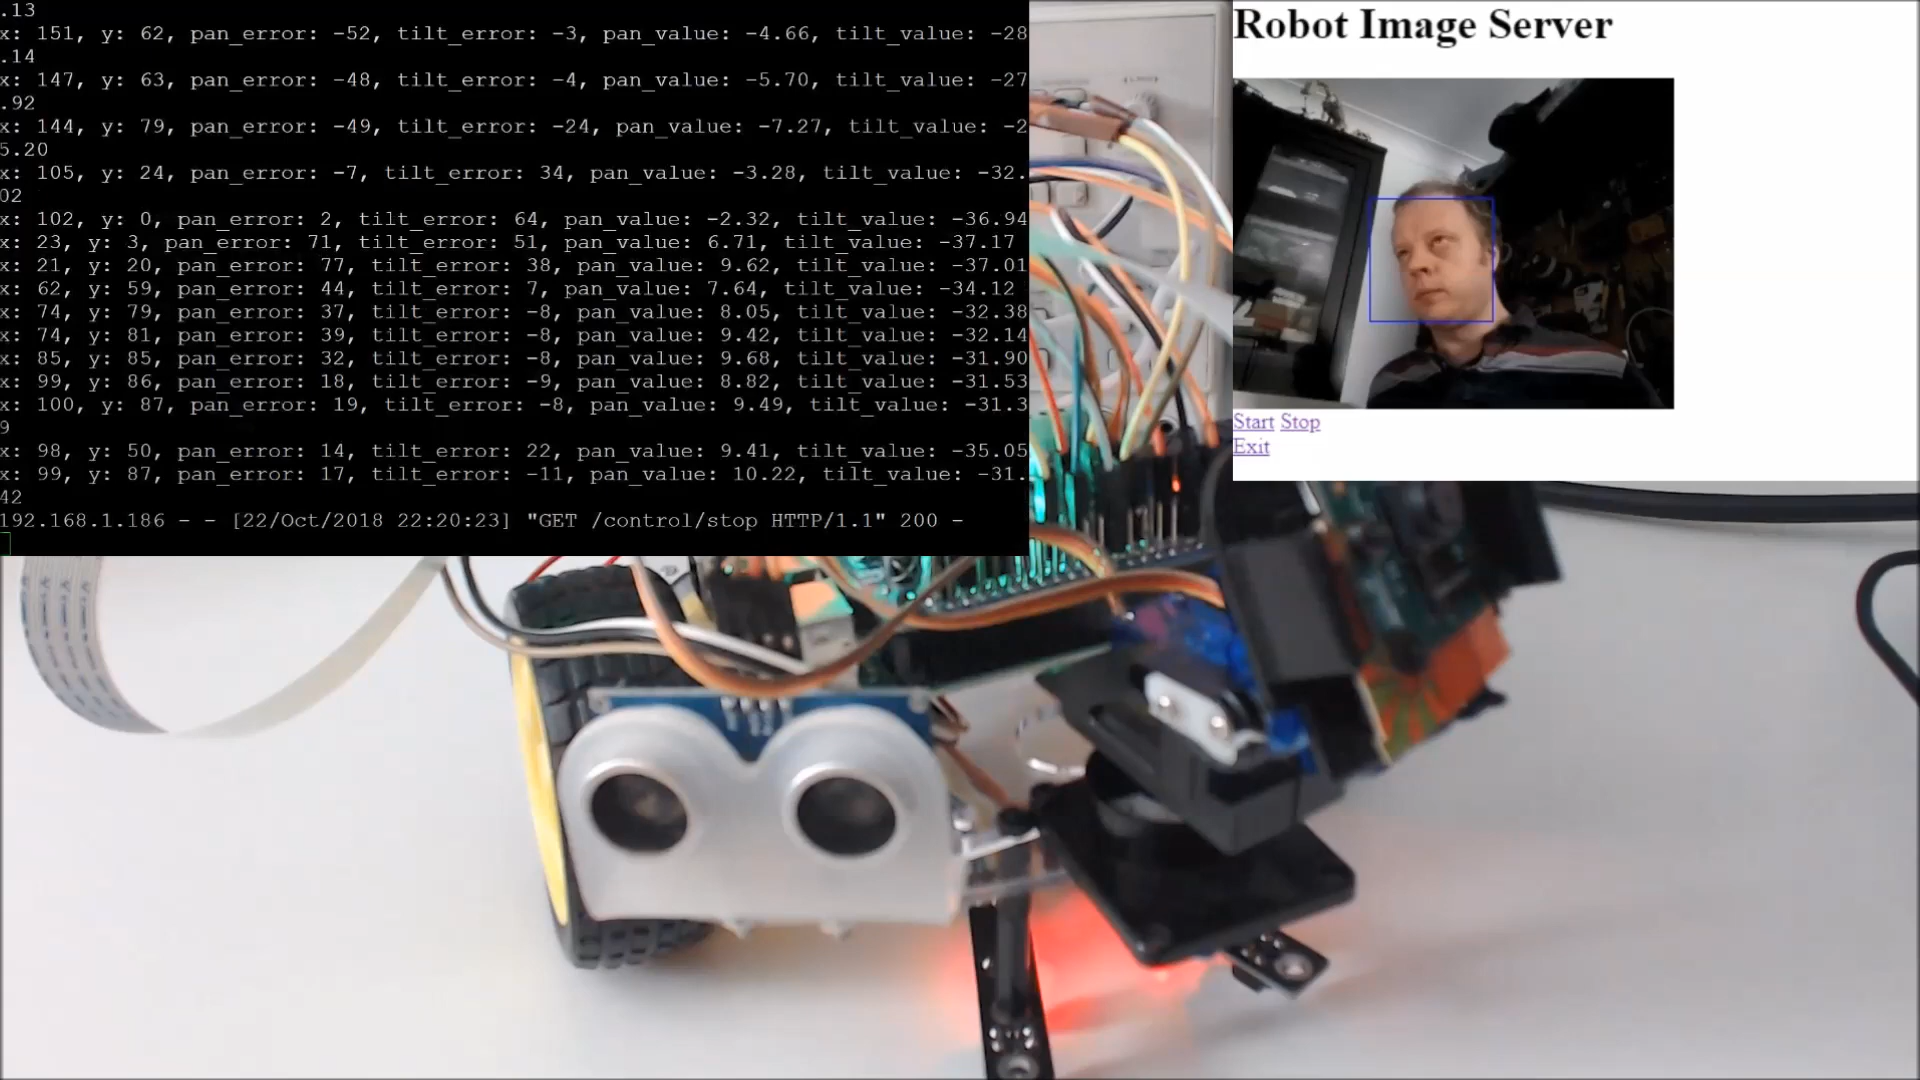 .13
x: 151, y: 62, pan_error: -52, tilt_error: -3, pan_value: -4.66, tilt_value: -28
.14
x: 147, y: 63, pan_error: -48, tilt_error: -4, pan_value: -5.70, tilt_value: -27
.92
x: 144, y: 79, pan_error: -49, tilt_error: -24, pan_value: -7.27, tilt_value: -2
5.20
x: 105, y: 24, pan_error: -7, tilt_error: 34, pan_value: -3.28, tilt_value: -32.
02
x: 102, y: 0, pan_error: 2, tilt_error: 64, pan_value: -2.32, tilt_value: -36.94
x: 23, y: 3, pan_error: 71, tilt_error: 51, pan_value: 6.71, tilt_value: -37.17
x: 21, y: 20, pan_error: 77, tilt_error: 38, pan_value: 9.62, tilt_value: -37.01
x: 62, y: 59, pan_error: 44, tilt_error: 7, pan_value: 7.64, tilt_value: -34.12
x: 74, y: 79, pan_error: 37, tilt_error: -8, pan_value: 8.05, tilt_value: -32.38
x: 74, y: 81, pan_error: 39, tilt_error: -8, pan_value: 9.42, tilt_value: -32.14
x: 85, y: 85, pan_error: 32, tilt_error: -8, pan_value: 9.68, tilt_value: -31.90
x: 99, y: 86, pan_error: 18, tilt_error: -9, pan_value: 8.82, tilt_value: -31.53
x: 100, y: 87, pan_error: 19, tilt_error: -8, pan_value: 9.49, tilt_value: -31.3
9
x: 98, y: 50, pan_error: 14, tilt_error: 22, pan_value: 9.41, tilt_value: -35.05
x: 99, y: 87, pan_error: 17, tilt_error: -11, pan_value: 10.22, tilt_value: -31.
42
192.168.1.186 - - [22/Oct/2018 22:20:23] "GET /control/stop HTTP/1.1" 200 -
Robot Image Server
Start Stop
Exit